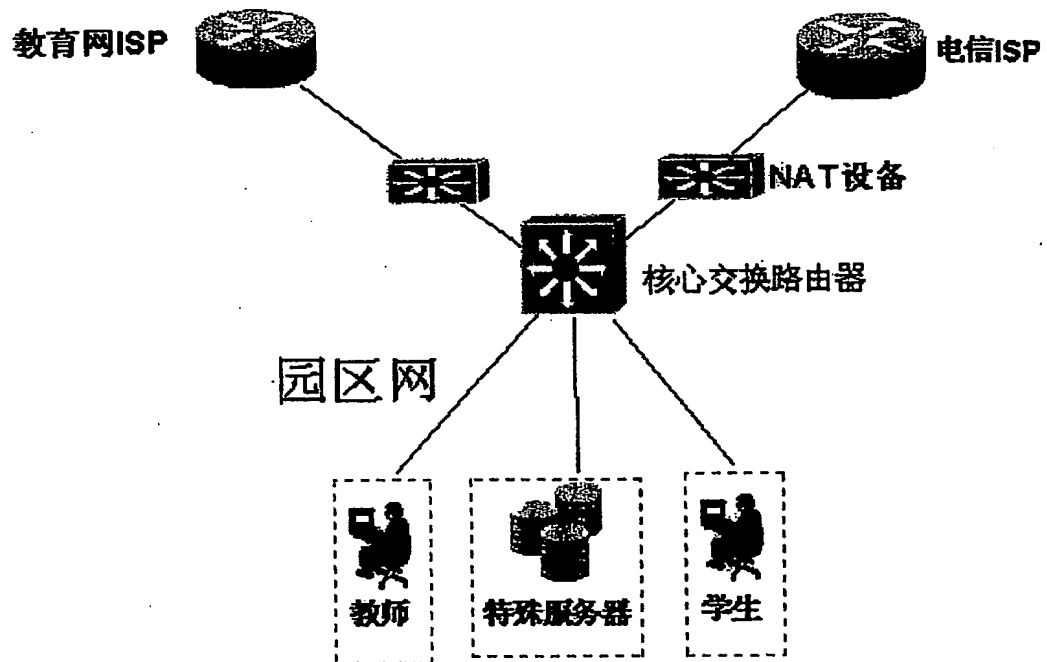 教育网ISP
电信ISP
NAT设备
核心交换路由器
园区网
教师
特殊服务器
学生